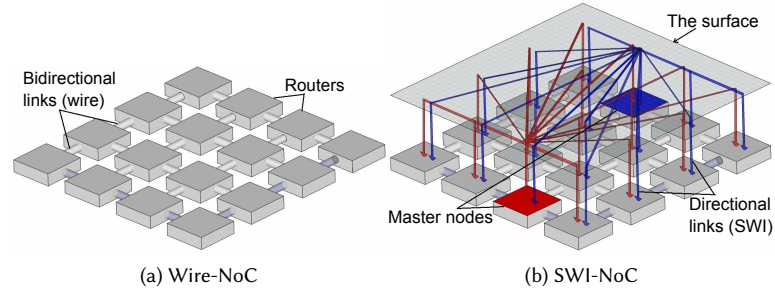 Bidirectional
links (wire)
Routers
(a) Wire-NoC
The surface
Master nodes
Directional
links (SWI)
(b) SWI-NoC